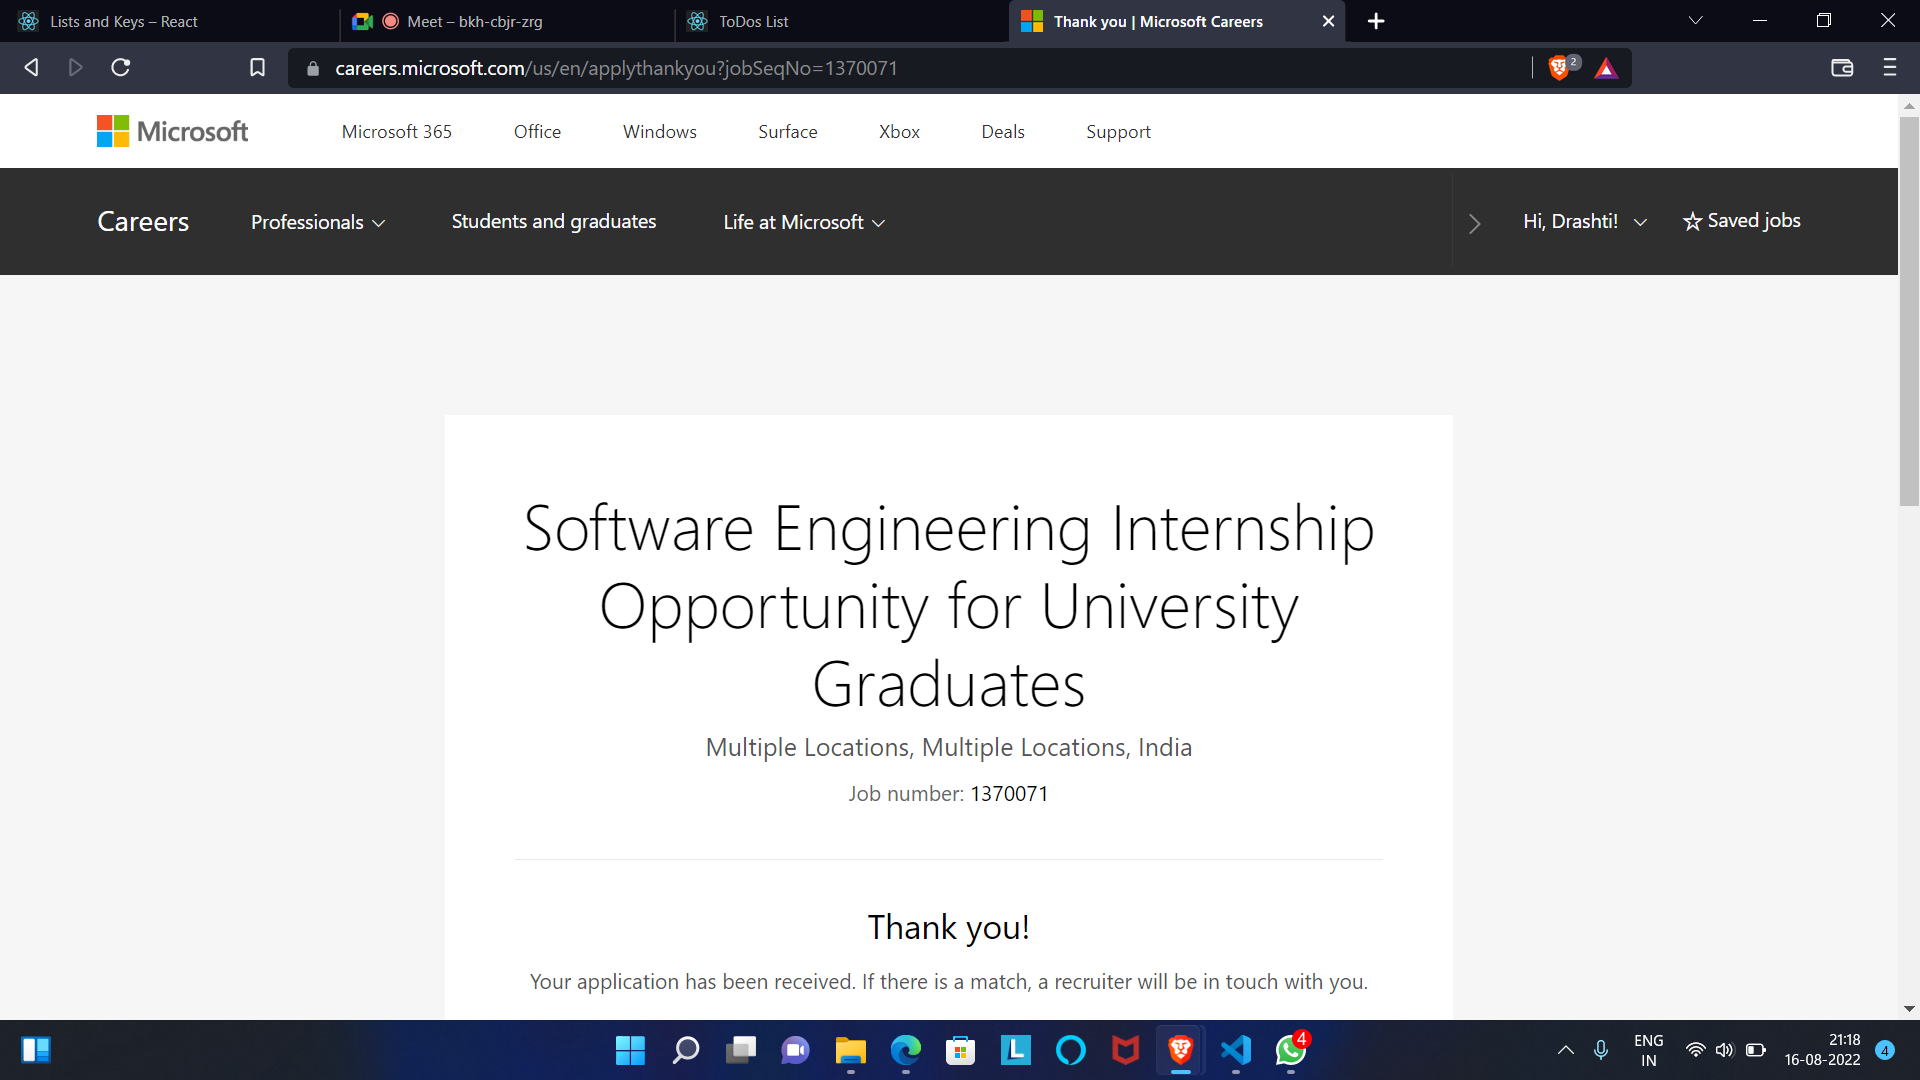 Lists and Keys – React
Meet – bkh-cbjr-zrg
ToDos List
Thank you | Microsoft Careers
careers.microsoft.com/us/en/applythankyou?jobSeqNo=1370071
2
Microsoft
Microsoft 365
Office
Windows
Surface
Xbox
Deals
Support
Careers
Professionals
Students and graduates
Life at Microsoft
Hi, Drashti!
Saved jobs
Software Engineering Internship
Opportunity for University
Graduates
Multiple Locations, Multiple Locations, India
Job number: 1370071
Thank you!
Your application has been received. If there is a match, a recruiter will be in touch with you.
L
4
ENG
IN
21:18
16-08-2022
4